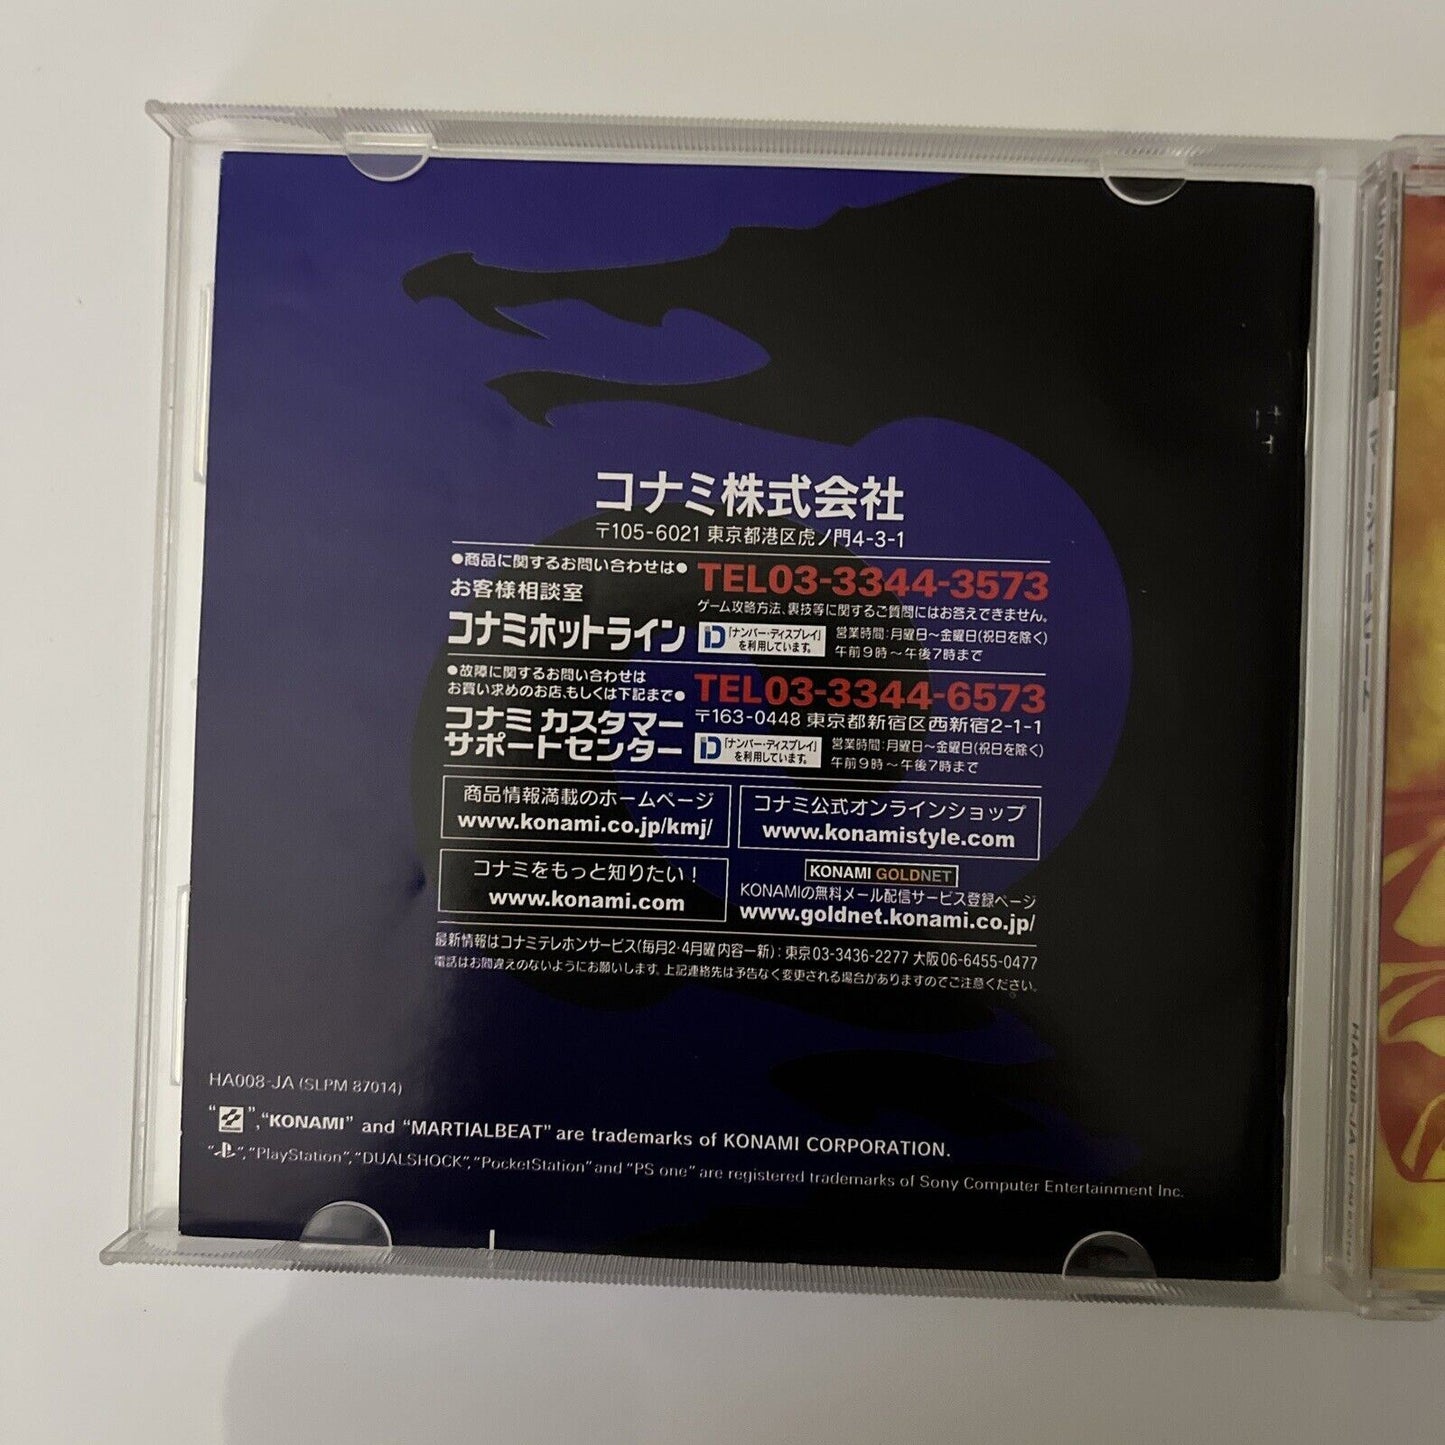 コナミ株式会社
〒105-6021 東京都港区虎ノ門4-3-1
●商品に関するお問い合わせは●
お客様相談室
コナミホットライン
TEL03-3344-3573
ゲーム攻略方法、裏技等に関するご質問にはお答えできません。
「ナンバー・ディスプレイ」
を利用しています。
営業時間:月曜日〜金曜日(祝日を除く)
午前9時〜午後7時まで
●故障に関するお問い合わせは
お買い求めのお店、もしくは下記まで●
コナミ カスタマー
サポートセンター
TEL03-3344-6573
〒163-0448 東京都新宿区西新宿2-1-1
「ナンバー・ディスプレイ」
を利用しています。
営業時間:月曜日〜金曜日(祝日を除く)
午前9時〜午後7時まで
商品情報満載のホームページ
www.konami.co.jp/kmj/
コナミ公式オンラインショップ
www.konamistyle.com
コナミをもっと知りたい!
www.konami.com
KONAMI GOLDNET
KONAMIの無料メール配信サービス登録ページ
www.goldnet.konami.co.jp/
最新情報はコナミテレホンサービス(毎月2・4月曜 内容一新):東京03-3436-2277 大阪06-6455-0477
電話はお間違えのないようにお願いします。上記連絡先は予告なく変更される場合がありますのでご注意ください。
HA008-JA (SLPM 87014)
“ ”,“KONAMI” and “MARTIALBEAT” are trademarks of KONAMI CORPORATION.
“ ”,“PlayStation”,“DUALSHOCK”,“PocketStation” and “PS one” are registered trademarks of Sony Computer Entertainment Inc.
PlayStation
HA008-JA